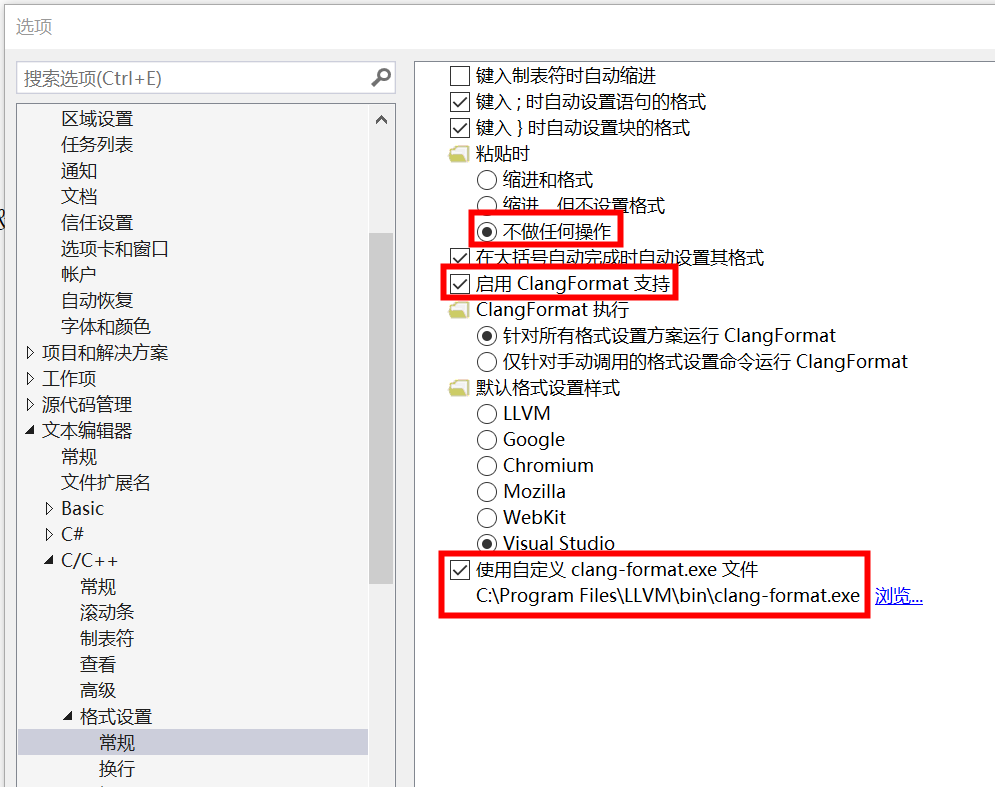 选项
搜索选项(Ctrl+E)
区域设置
任务列表
通知
文档
信任设置
选项卡和窗口
帐户
自动恢复
字体和颜色
项目和解决方案
工作项
源代码管理
文本编辑器
常规
文件扩展名
Basic
C#
C/C++
常规
滚动条
制表符
查看
高级
格式设置
常规
换行
键入制表符时自动缩进
键入 ; 时自动设置语句的格式
键入 } 时自动设置块的格式
粘贴时
缩进和格式
缩进，但不设置格式
不做任何操作
在大括号自动完成时自动设置其格式
启用 ClangFormat 支持
ClangFormat 执行
针对所有格式设置方案运行 ClangFormat
仅针对手动调用的格式设置命令运行 ClangFormat
默认格式设置样式
LLVM
Google
Chromium
Mozilla
WebKit
Visual Studio
使用自定义 clang-format.exe 文件
C:\Program Files\LLVM\bin\clang-format.exe 浏览...